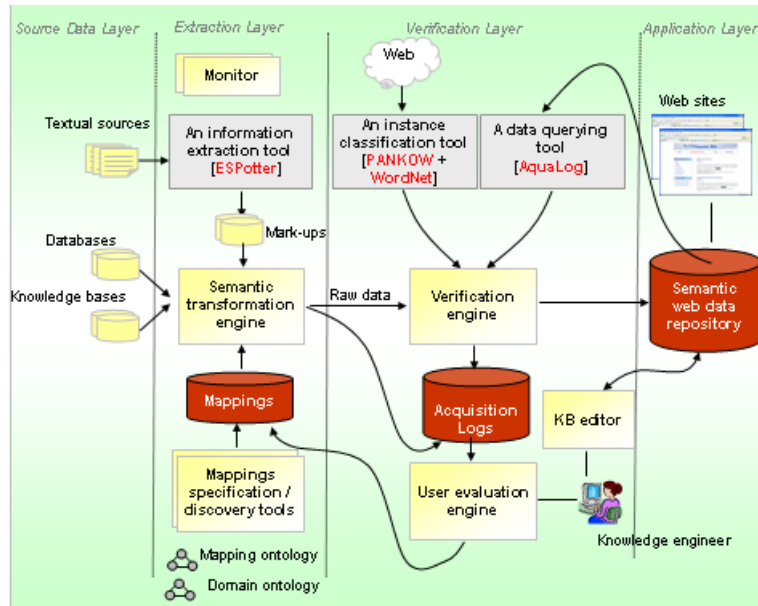 Source Data Layer
Extraction Layer
Verification Layer
Application Layer
Monitor
Web
Web sites
Textual sources
An information
extraction tool
[ESPotter]
An instance
classification tool
[PANKOW +
WordNet]
A data querying
tool
[AquaLog]
Mark-ups
Databases
Knowledge bases
Semantic
transformation
engine
Raw data
Verification
engine
Semantic
web data
repository
Mappings
Acquisition
Logs
KB editor
Mappings
specification /
discovery tools
User evaluation
engine
Knowledge engineer
Mapping ontology
Domain ontology